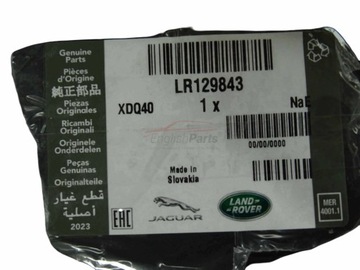 Genuine
Parts
Pièces
d'Origine
純正部品
Piezas
Originales
Ricambi
Originali
Originele
Onderdelen
Peças
Genuínas
Originalteile
قطع غيار
أصلية
2023
LR129843
XDQ40
1 x
EnglishParts
00/00/0000
Made in
Slovakia
EAC
JAGUAR
LAND-
ROVER
MER
4001.1